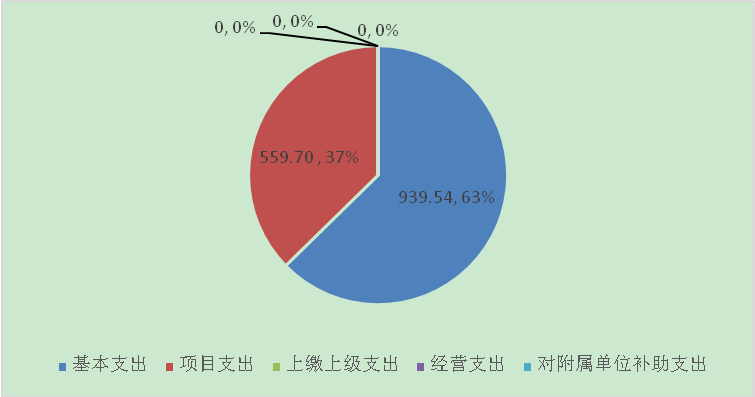 0, 0%
0, 0%
0, 0%
559.70 , 37%
939.54, 63%
基本支出
项目支出
上缴上级支出
经营支出
对附属单位补助支出